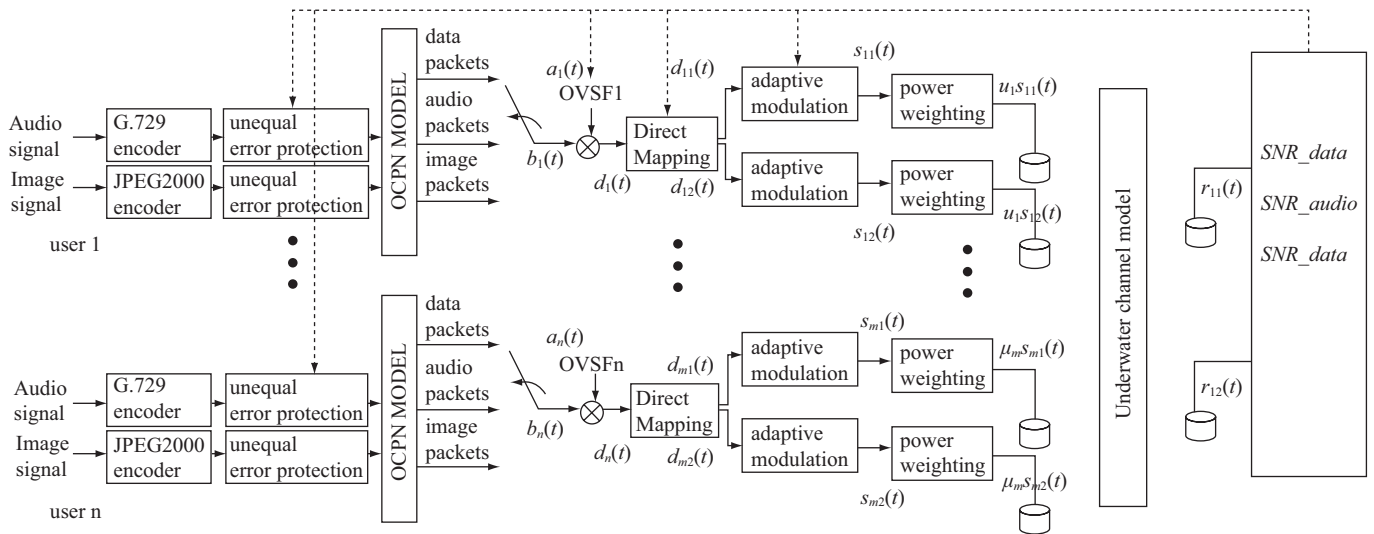 data
packets
audio
packets
image
packets
Audio
signal
G.729
encoder
unequal
error protection
Image
signal
JPEG2000
encoder
unequal
error protection
user 1
OCPN MODEL
b₁(t)
a₁(t)
OVSF1
d₁(t)
d₁₁(t)
Direct
Mapping
d₁₂(t)
adaptive
modulation
s₁₁(t)
power
weighting
u₁s₁₁(t)
adaptive
modulation
s₁₂(t)
power
weighting
u₁s₁₂(t)
data
packets
audio
packets
image
packets
Audio
signal
G.729
encoder
unequal
error protection
Image
signal
JPEG2000
encoder
unequal
error protection
user n
OCPN MODEL
bₙ(t)
aₙ(t)
OVSFn
dₙ(t)
dₘ₁(t)
Direct
Mapping
dₘ₂(t)
adaptive
modulation
sₘ₁(t)
power
weighting
μₘsₘ₁(t)
adaptive
modulation
sₘ₂(t)
power
weighting
μₘsₘ₂(t)
Underwater channel model
r₁₁(t)
r₁₂(t)
SNR_data
SNR_audio
SNR_data